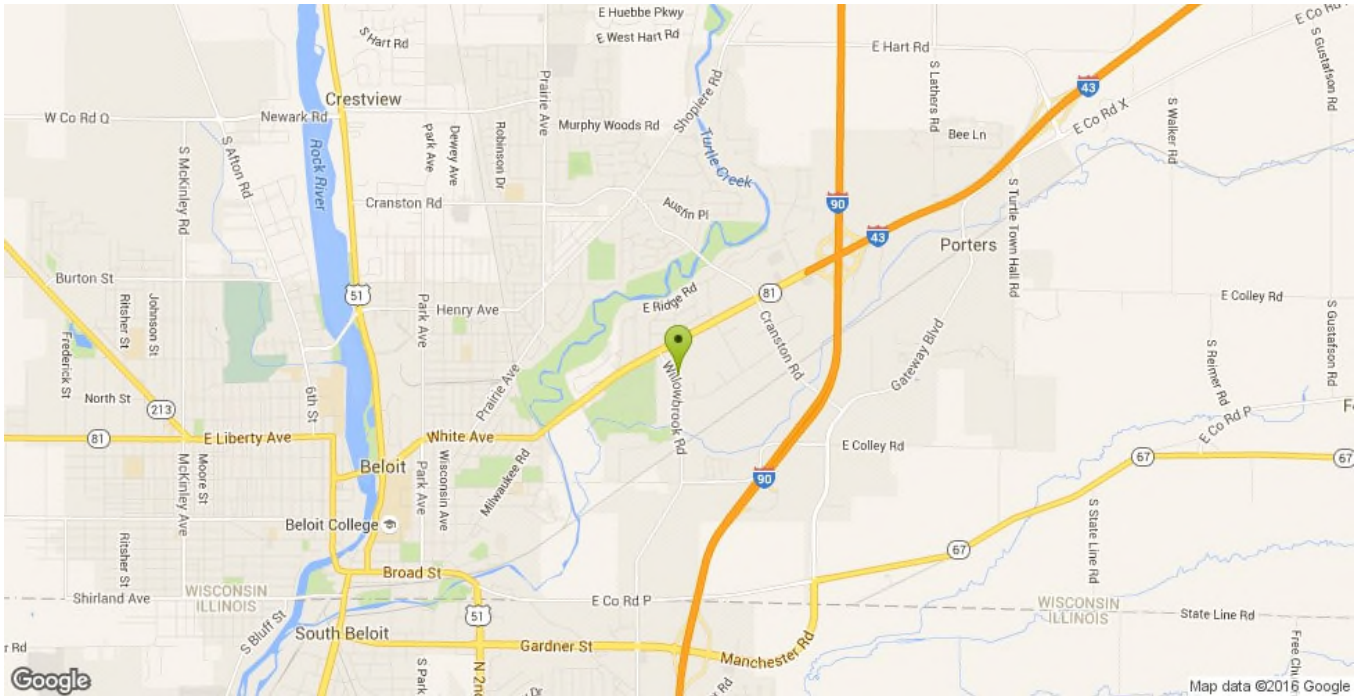 E Huebbe Pkwy
E West Hart Rd
S Hart Rd
E Hart Rd
E Co Rd
S Gustafson Rd
Prairie Ave
Shopiere Rd
S Lathers Rd
43
Crestview
W Co Rd Q
Newark Rd
Park Ave
Dewey Ave
Robinson Dr
Murphy Woods Rd
Turtle Creek
Bee Ln
E Co Rd X
S Walker Rd
S McKinley Rd
S Afton Rd
Rock River
Cranston Rd
Austin Pl
90
43
Porters
S Turtle Town Hall Rd
Burton St
51
Henry Ave
Park Ave
E Ridge Rd
81
Cranston Rd
E Colley Rd
S Gustafson Rd
Frederick St
Ritsher St
Johnson St
6th St
Prairie Ave
Willowbrook Rd
Gateway Blvd
S Reimer Rd
North St
213
81
E Liberty Ave
White Ave
E Colley Rd
E Co Rd P
Fo
67
67
McKinley Ave
Moore St
Beloit
Park Ave
Wisconsin Ave
Milwaukee Rd
90
Beloit College
67
S State Line Rd
Ritsher St
Broad St
WISCONSIN
ILLINOIS
Shirland Ave
51
E Co Rd P
WISCONSIN
ILLINOIS
State Line Rd
S Bluff St
South Beloit
Gardner St
Manchester Rd
S Park
N 2nd
Dr
r Rd
Rd
Free Chu
Google
Map data ©2016 Google